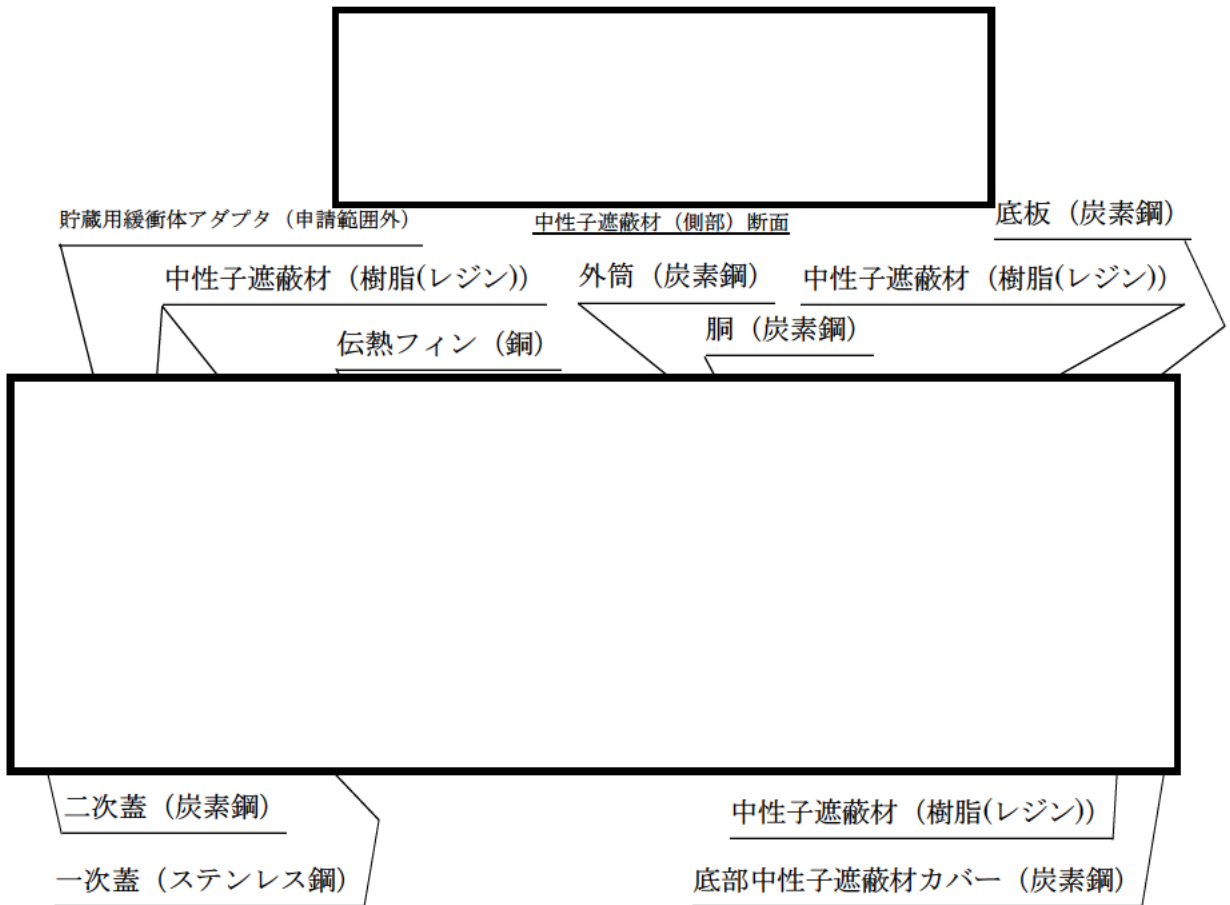 貯蔵用緩衝体アダプタ（申請範囲外）
中性子遮蔽材（側部）断面
底板（炭素鋼）
中性子遮蔽材（樹脂(レジン)）
外筒（炭素鋼）
中性子遮蔽材（樹脂(レジン)）
伝熱フィン（銅）
胴（炭素鋼）
二次蓋（炭素鋼）
中性子遮蔽材（樹脂(レジン)）
一次蓋（ステンレス鋼）
底部中性子遮蔽材カバー（炭素鋼）